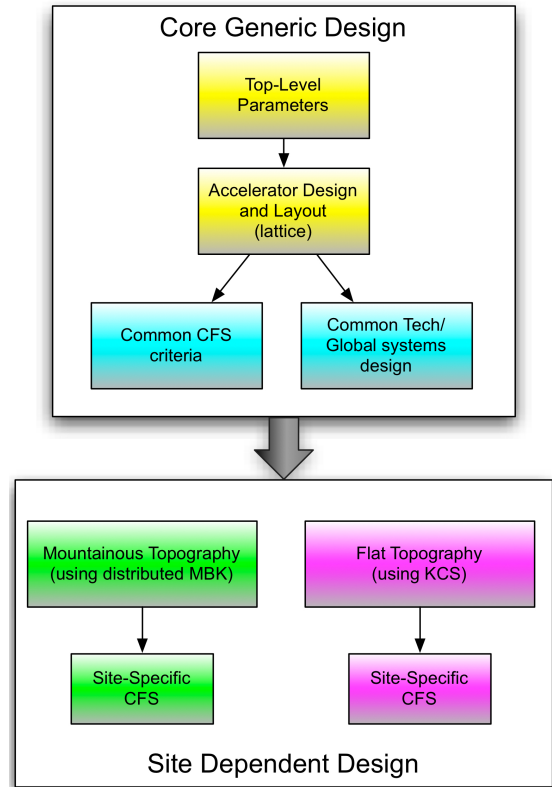 Core Generic Design
Top-Level
Parameters
Accelerator Design
and Layout
(lattice)
Common CFS
criteria
Common Tech/
Global systems
design
Mountainous Topography
(using distributed MBK)
Flat Topography
(using KCS)
Site-Specific
CFS
Site-Specific
CFS
Site Dependent Design